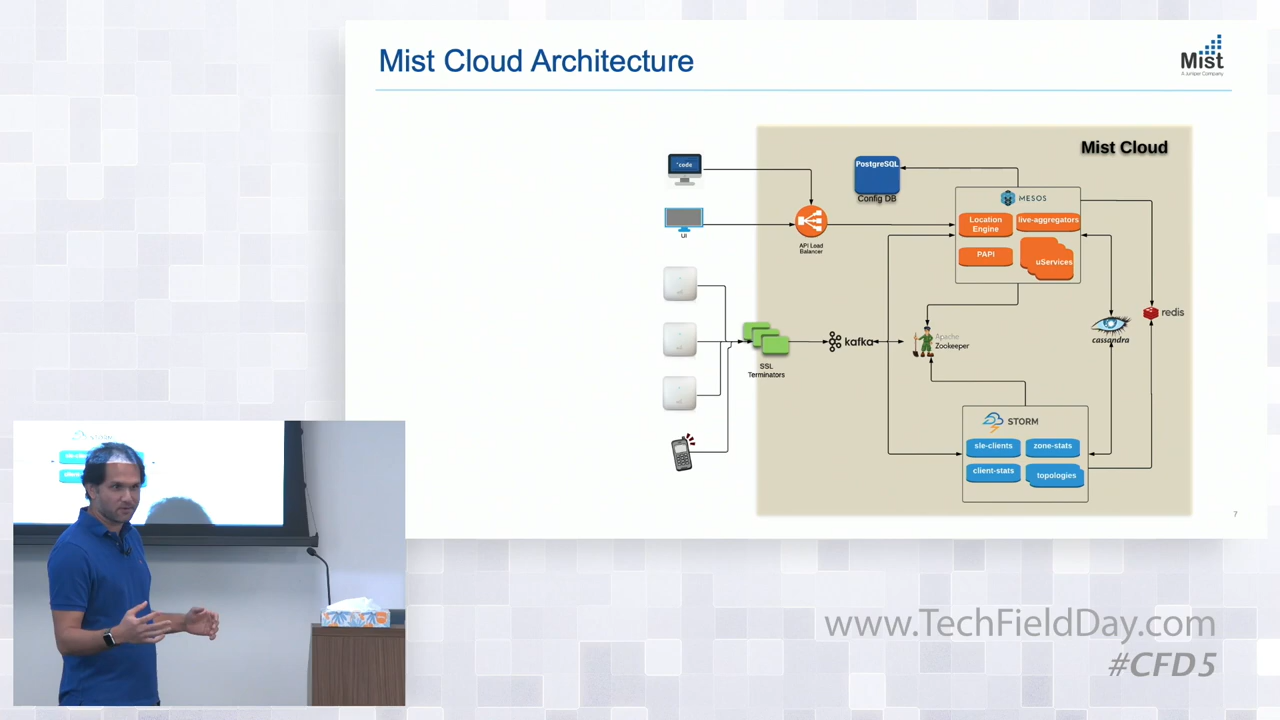 Mist Cloud Architecture
Mist
A Juniper Company
Mist Cloud
'code
PostgreSQL
Config DB
MESOS
Location
Engine
live-aggregators
PAPI
uServices
UI
API Load
Balancer
redis
cassandra
kafka
Apache
Zookeeper
SSL
Terminators
STORM
sle-clients
zone-stats
client-stats
topologies
7
STORM
www.TechFieldDay.com
#CFD5